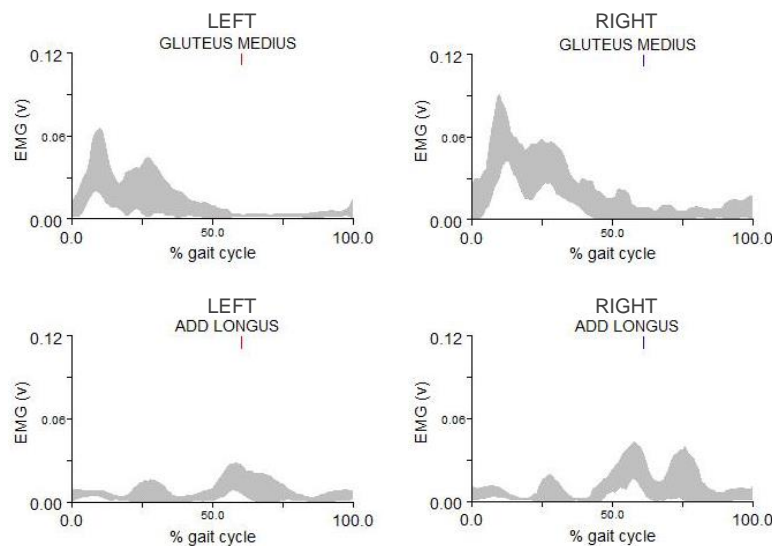 LEFT
GLUTEUS MEDIUS
0.12
0.06
0.00
EMG (v)
0.0
50.0
100.0
% gait cycle
RIGHT
GLUTEUS MEDIUS
0.12
0.06
0.00
EMG (v)
0.0
50.0
100.0
% gait cycle
LEFT
ADD LONGUS
0.12
0.06
0.00
EMG (v)
0.0
50.0
100.0
% gait cycle
RIGHT
ADD LONGUS
0.12
0.06
0.00
EMG (v)
0.0
50.0
100.0
% gait cycle